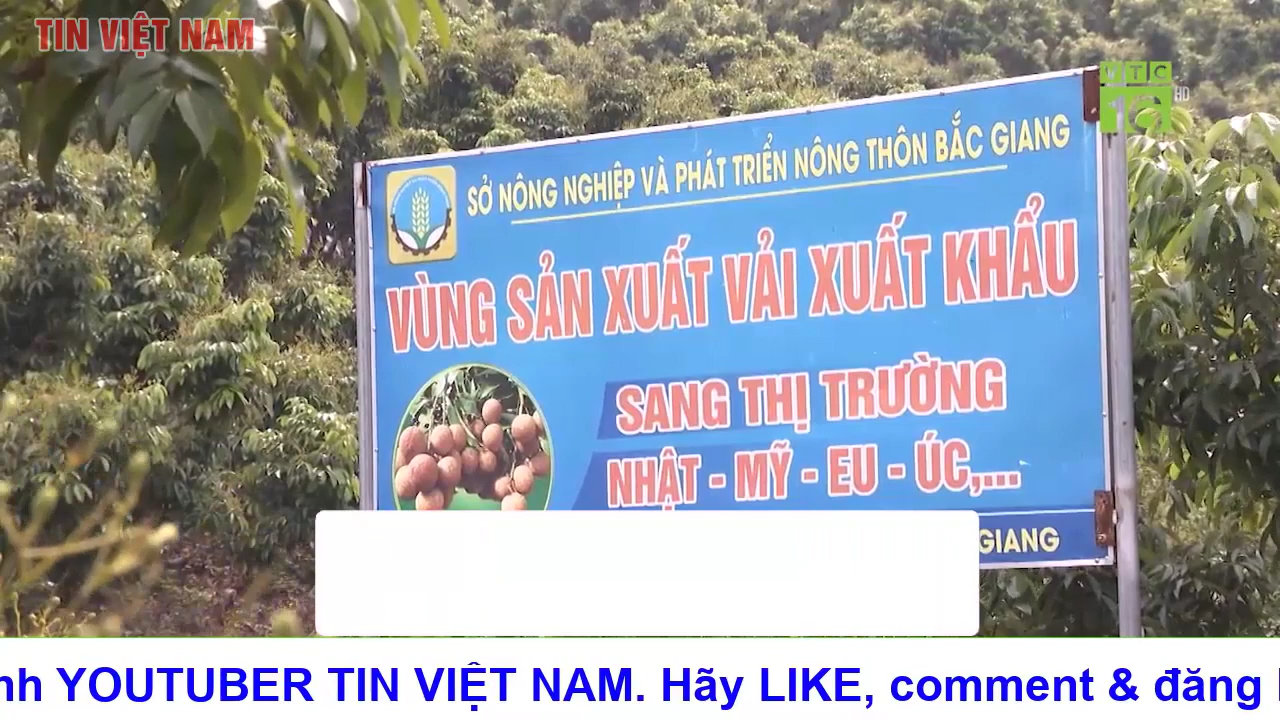 TIN VIỆT NAM
VTC
16
HD
SỞ NÔNG NGHIỆP VÀ PHÁT TRIỂN NÔNG THÔN BẮC GIANG
VÙNG SẢN XUẤT VẢI XUẤT KHẨU
SANG THỊ TRƯỜNG
NHẬT - MỸ - EU - ÚC,...
GIANG
nh YOUTUBER TIN VIỆT NAM. Hãy LIKE, comment & đăng